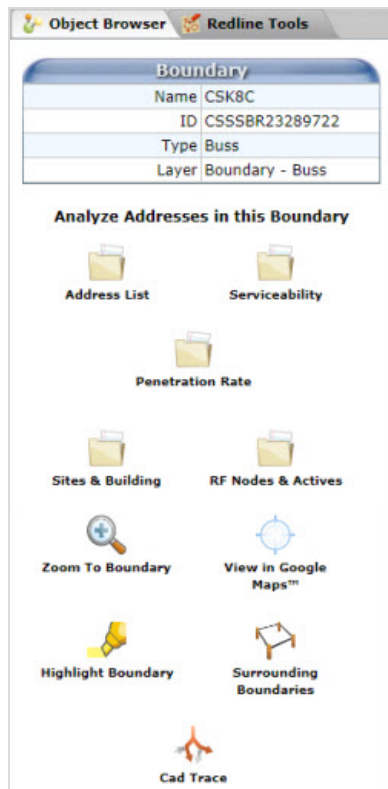 Object Browser Redline Tools
Boundary
Name CSK8C
ID CSSSBR23289722
Type Buss
Layer Boundary - Buss
Analyze Addresses in this Boundary
Address List Serviceability
Penetration Rate
Sites & Building RF Nodes & Actives
Zoom To Boundary View in Google
Maps™
Highlight Boundary Surrounding
Boundaries
Cad Trace